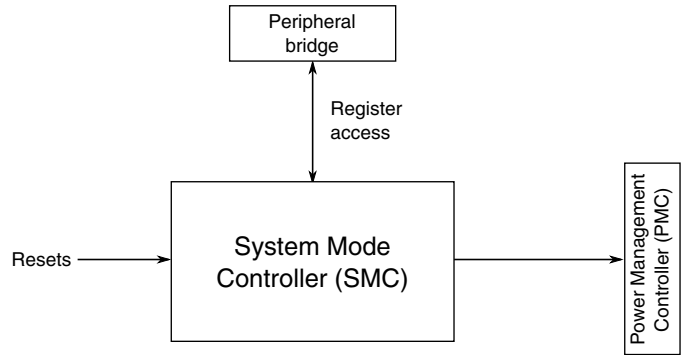 Peripheral
bridge
Register
access
Resets
System Mode
Controller (SMC)
Power Management
Controller (PMC)